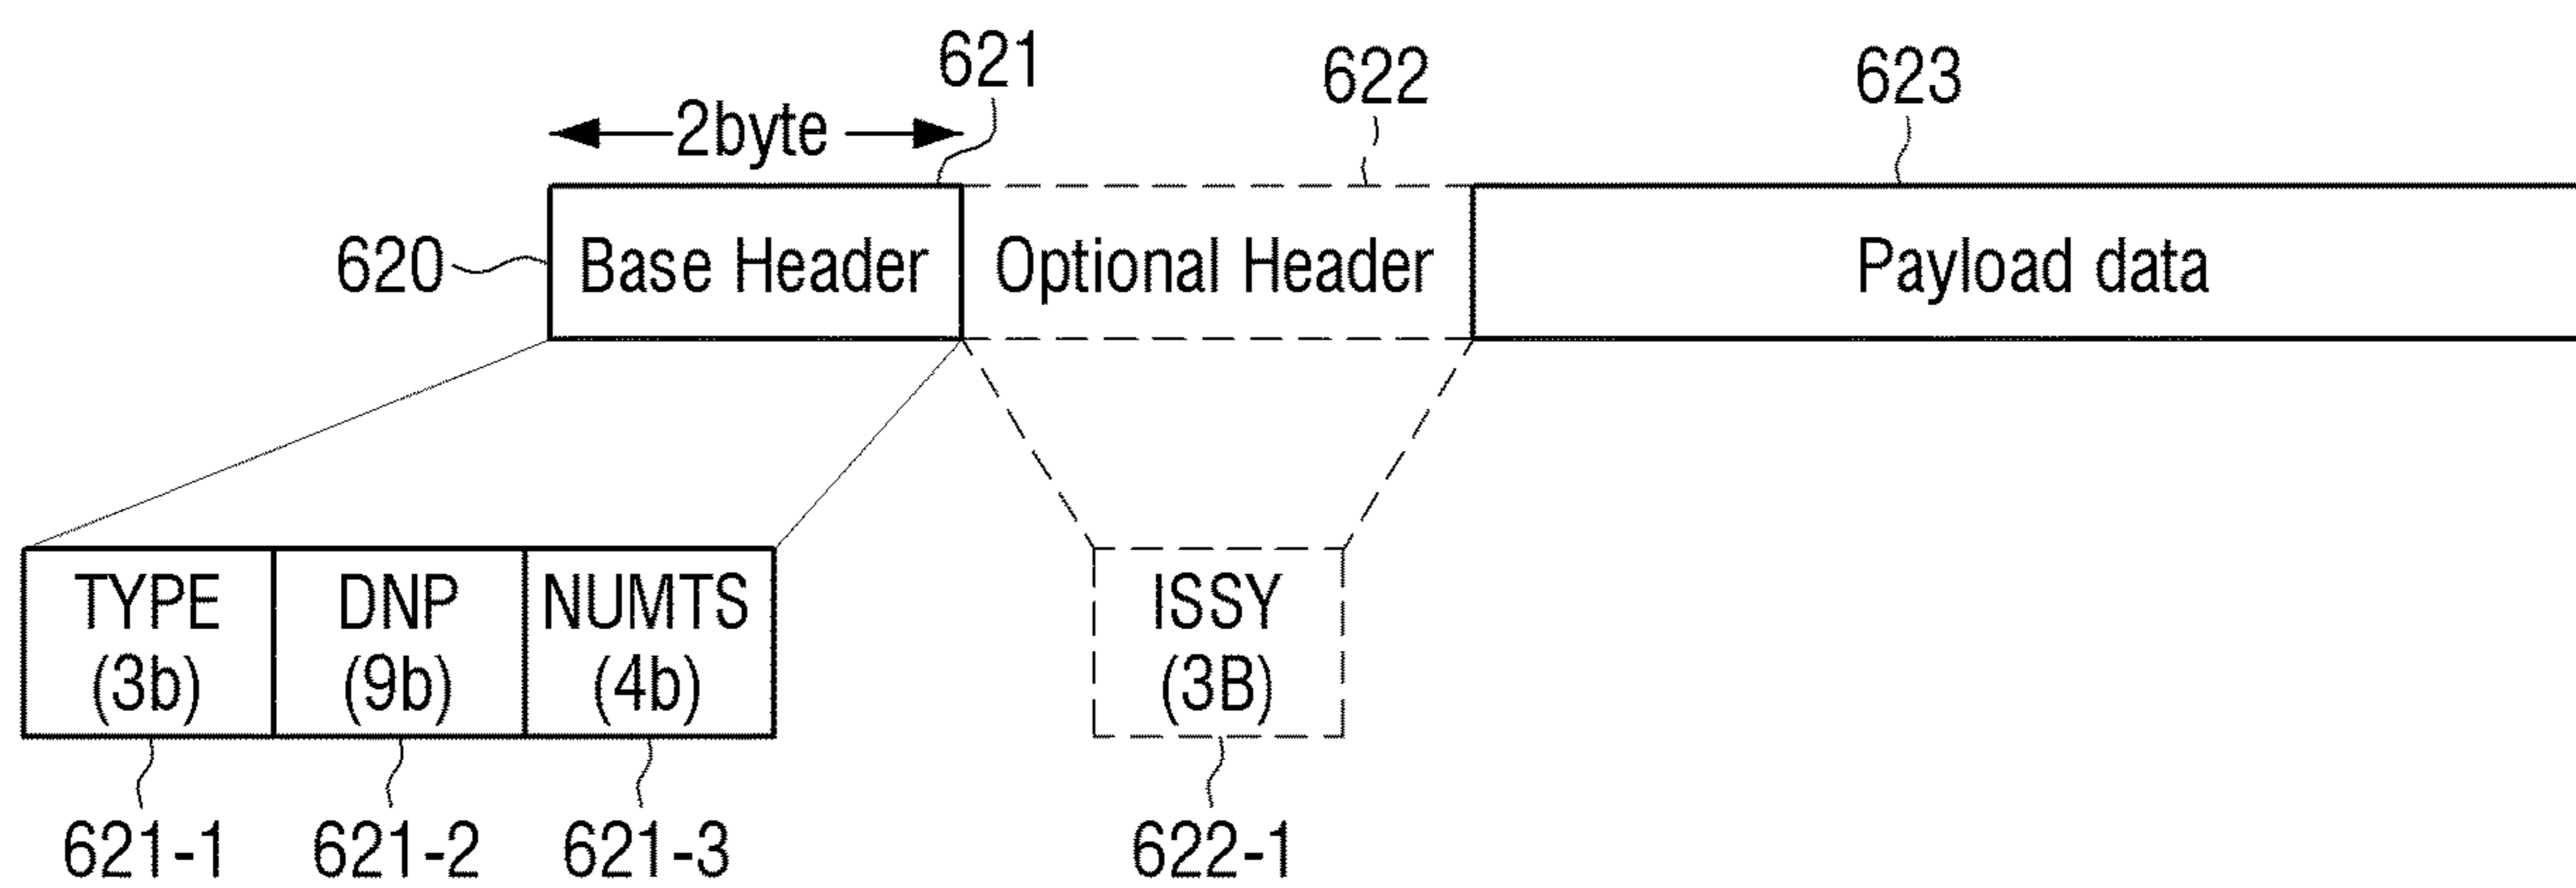 621
622
623
2byte
620
Base Header
Optional Header
Payload data
TYPE
(3b)
DNP
(9b)
NUMTS
(4b)
ISSY
(3B)
621-1
621-2
621-3
622-1